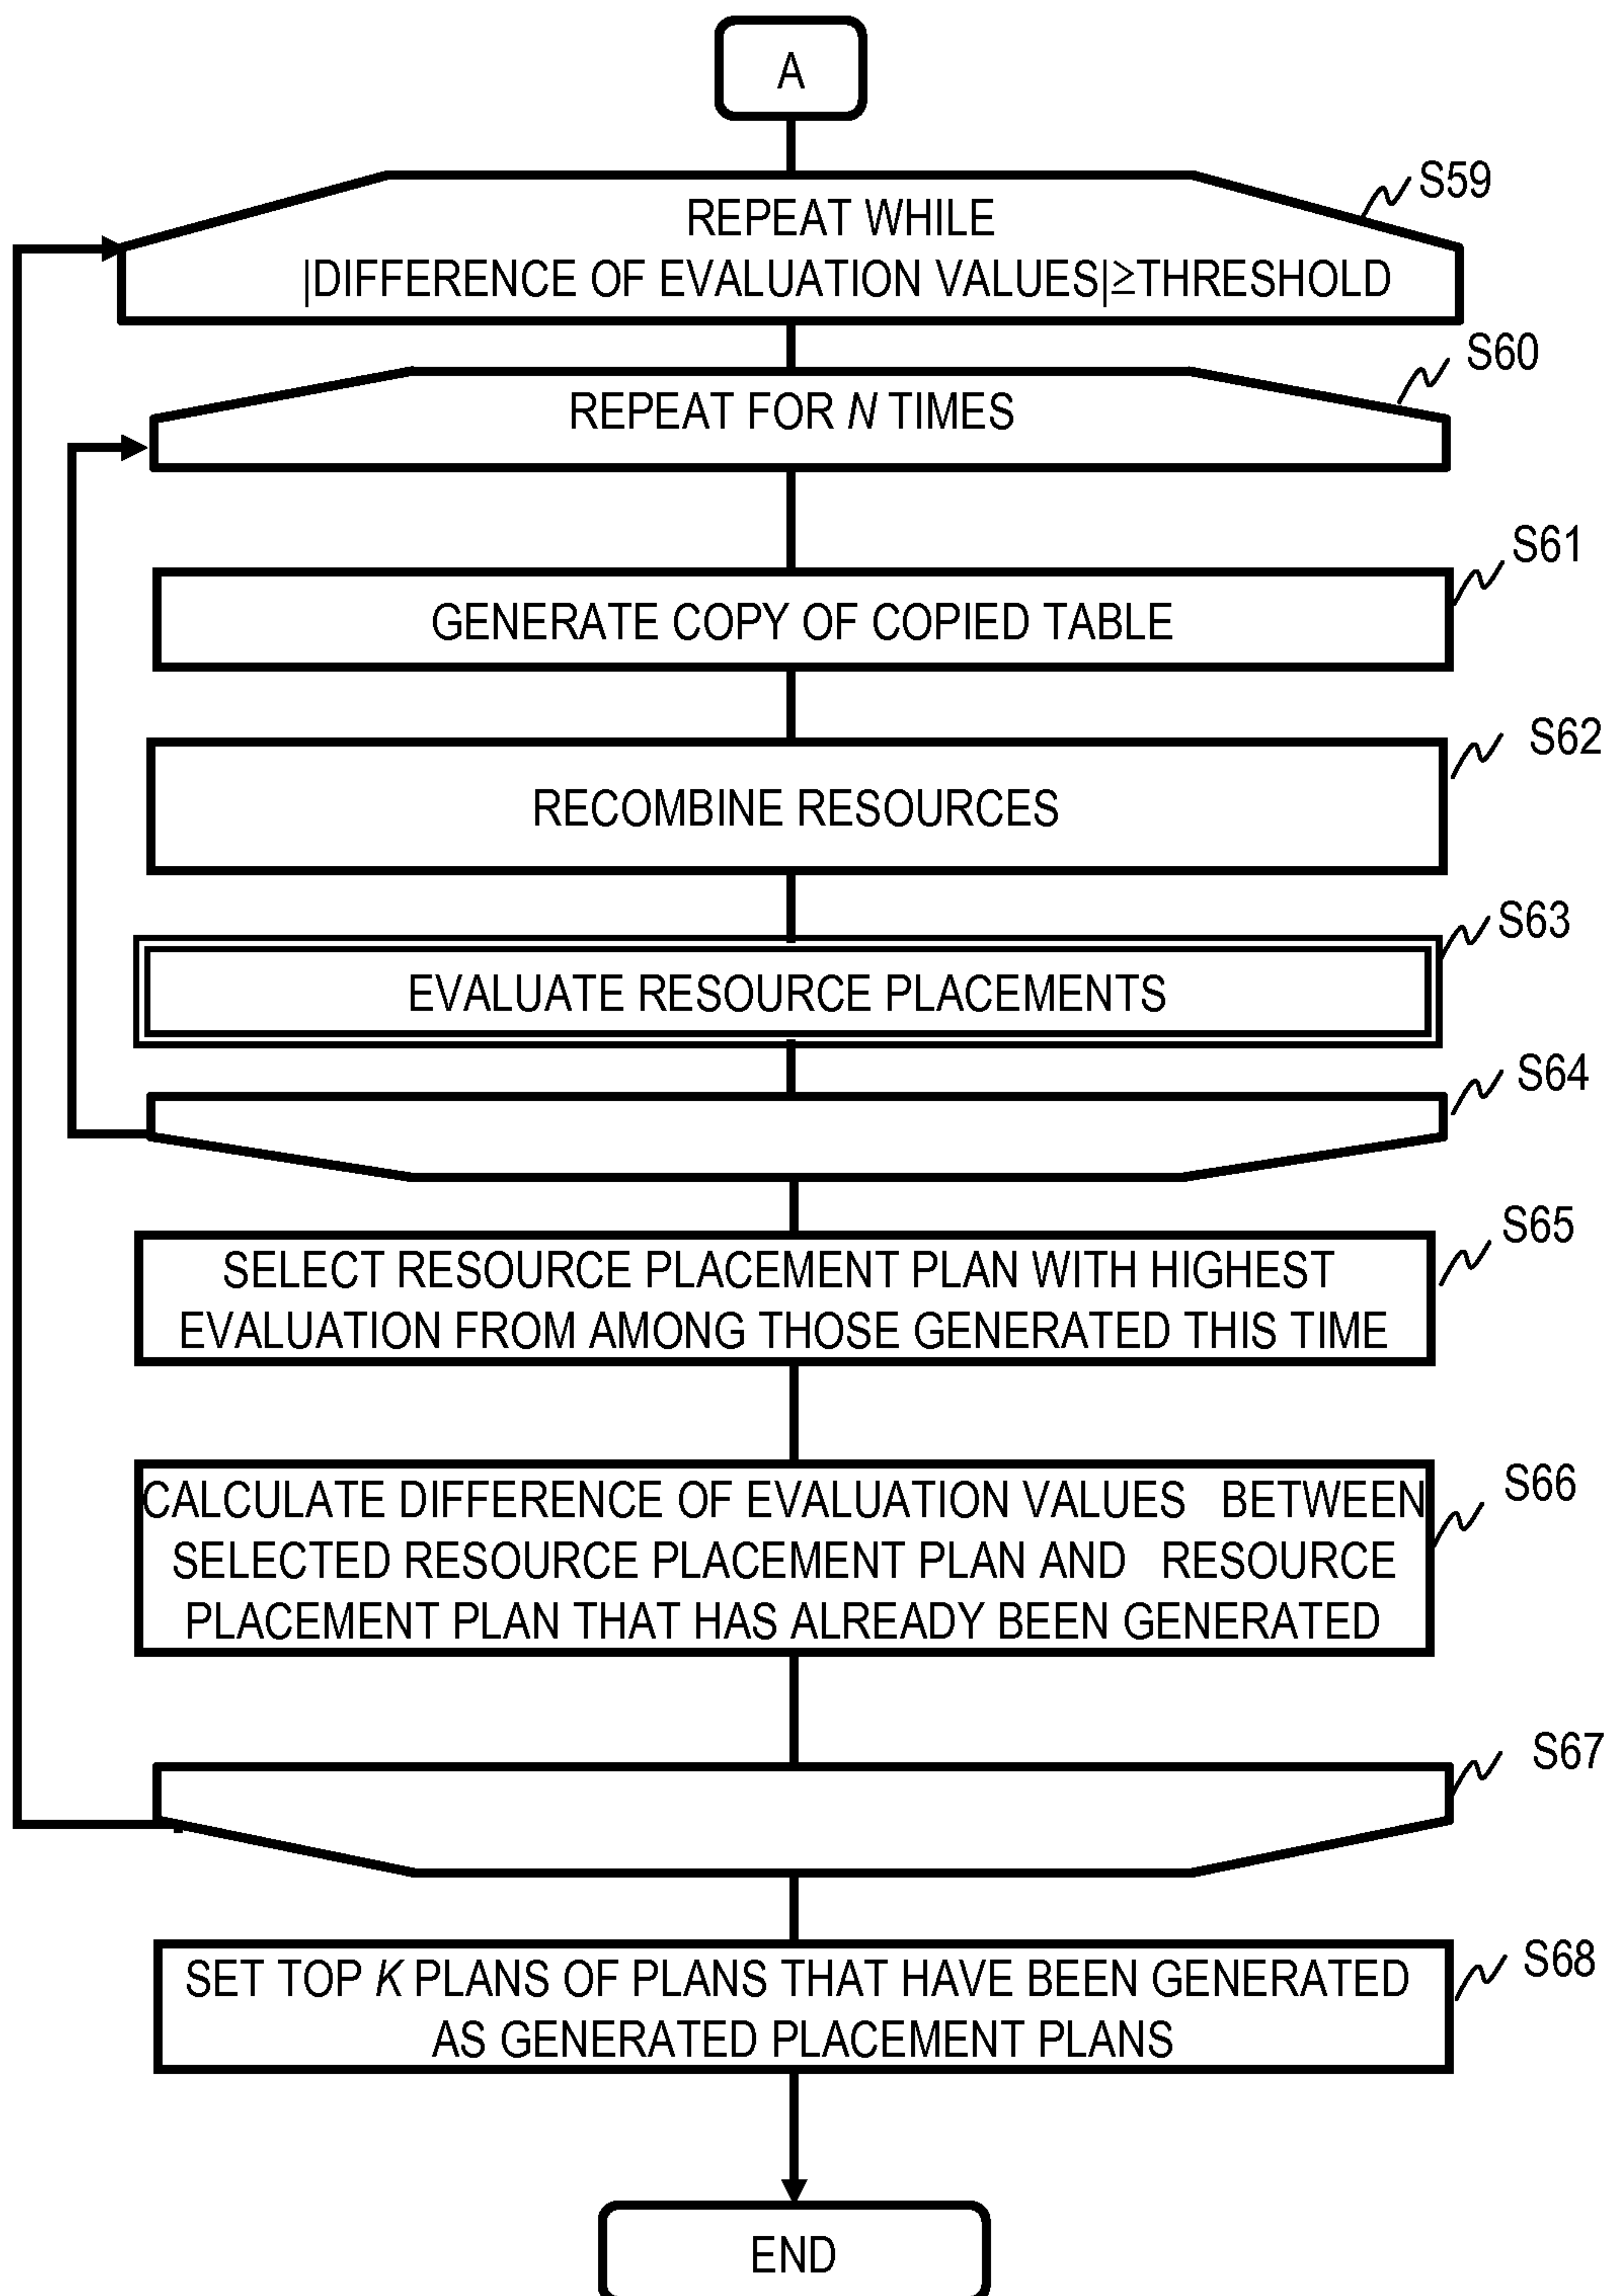 A
S59
REPEAT WHILE
|DIFFERENCE OF EVALUATION VALUES|≥THRESHOLD
S60
REPEAT FOR N TIMES
S61
GENERATE COPY OF COPIED TABLE
S62
RECOMBINE RESOURCES
S63
EVALUATE RESOURCE PLACEMENTS
S64
S65
SELECT RESOURCE PLACEMENT PLAN WITH HIGHEST
EVALUATION FROM AMONG THOSE GENERATED THIS TIME
S66
CALCULATE DIFFERENCE OF EVALUATION VALUES BETWEEN
SELECTED RESOURCE PLACEMENT PLAN AND RESOURCE
PLACEMENT PLAN THAT HAS ALREADY BEEN GENERATED
S67
S68
SET TOP K PLANS OF PLANS THAT HAVE BEEN GENERATED
AS GENERATED PLACEMENT PLANS
END